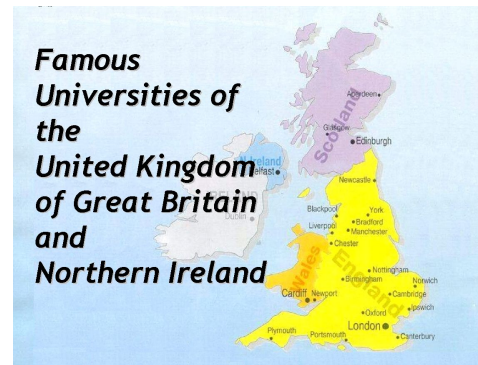 Famous
Universities of
the
United Kingdom
of Great Britain
and
Northern Ireland
Scotland
Aberdeen
Glasgow
Edinburgh
N.Ireland
Belfast
IRELAND
Dublin
Newcastle
Blackpool
York
Bradford
Liverpool
Manchester
Chester
Wales
England
Nottingham
Norwich
Birmingham
Cambridge
Cardiff
Newport
Ipswich
Oxford
London
Plymouth
Portsmouth
Canterbury